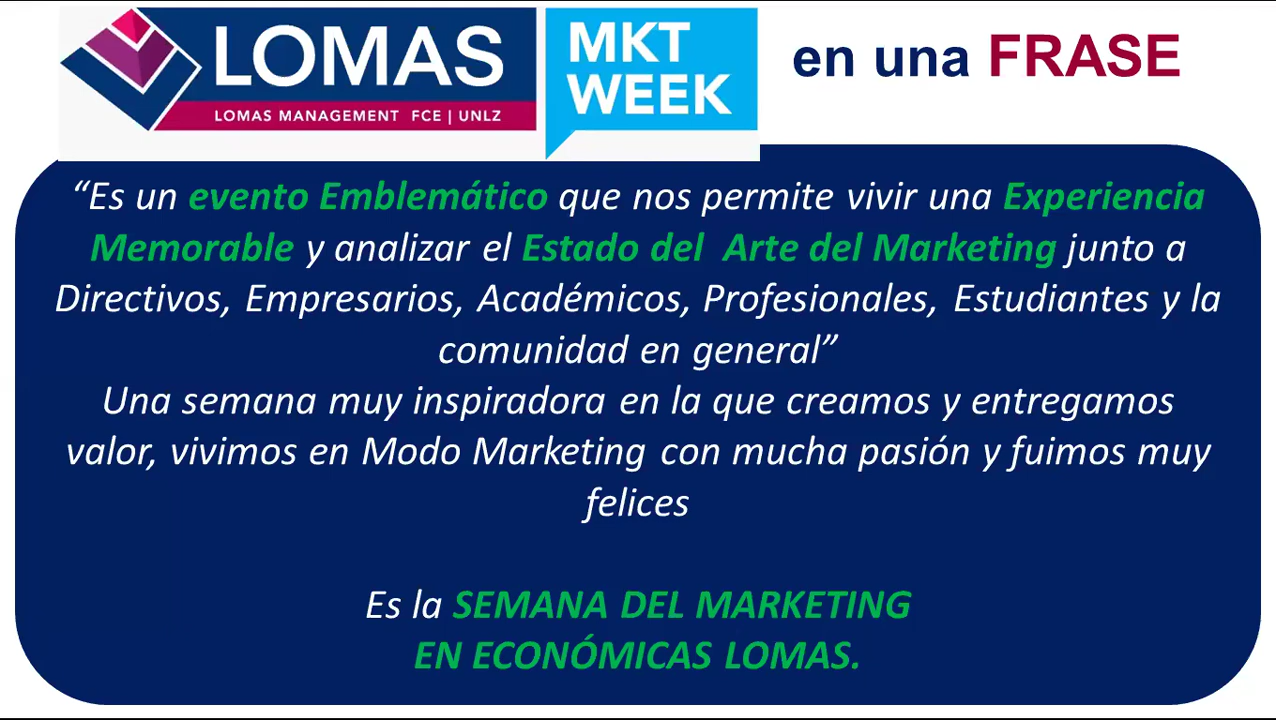 LOMAS
LOMAS MANAGEMENT FCE | UNLZ
MKT
WEEK
en una FRASE
“Es un evento Emblemático que nos permite vivir una Experiencia
Memorable y analizar el Estado del Arte del Marketing junto a
Directivos, Empresarios, Académicos, Profesionales, Estudiantes y la
comunidad en general”
Una semana muy inspiradora en la que creamos y entregamos
valor, vivimos en Modo Marketing con mucha pasión y fuimos muy
felices
Es la SEMANA DEL MARKETING
EN ECONÓMICAS LOMAS.